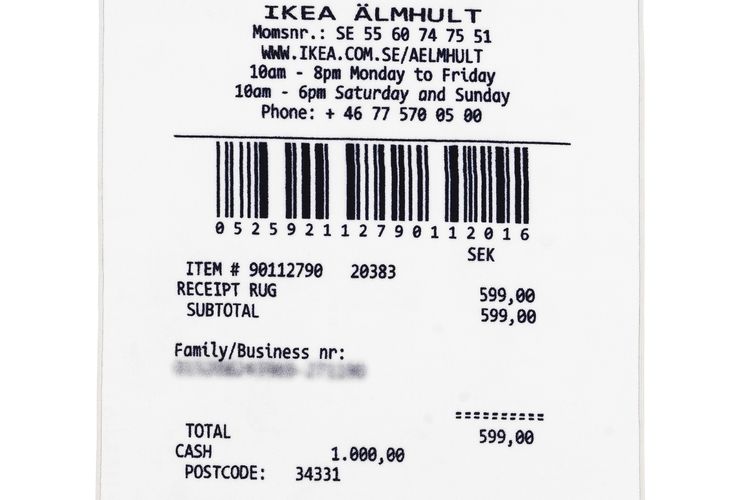 IKEA ÄLMHULT
Momsnr.: SE 55 60 74 75 51
WWW.IKEA.COM.SE/AELMHULT
10am - 8pm Monday to Friday
10am - 6pm Saturday and Sunday
Phone: + 46 77 570 05 00
052592112790112016
SEK
ITEM # 90112790 20383
RECEIPT RUG 599,00
SUBTOTAL 599,00
Family/Business nr:
==========
TOTAL 599,00
CASH 1.000,00
POSTCODE: 34331